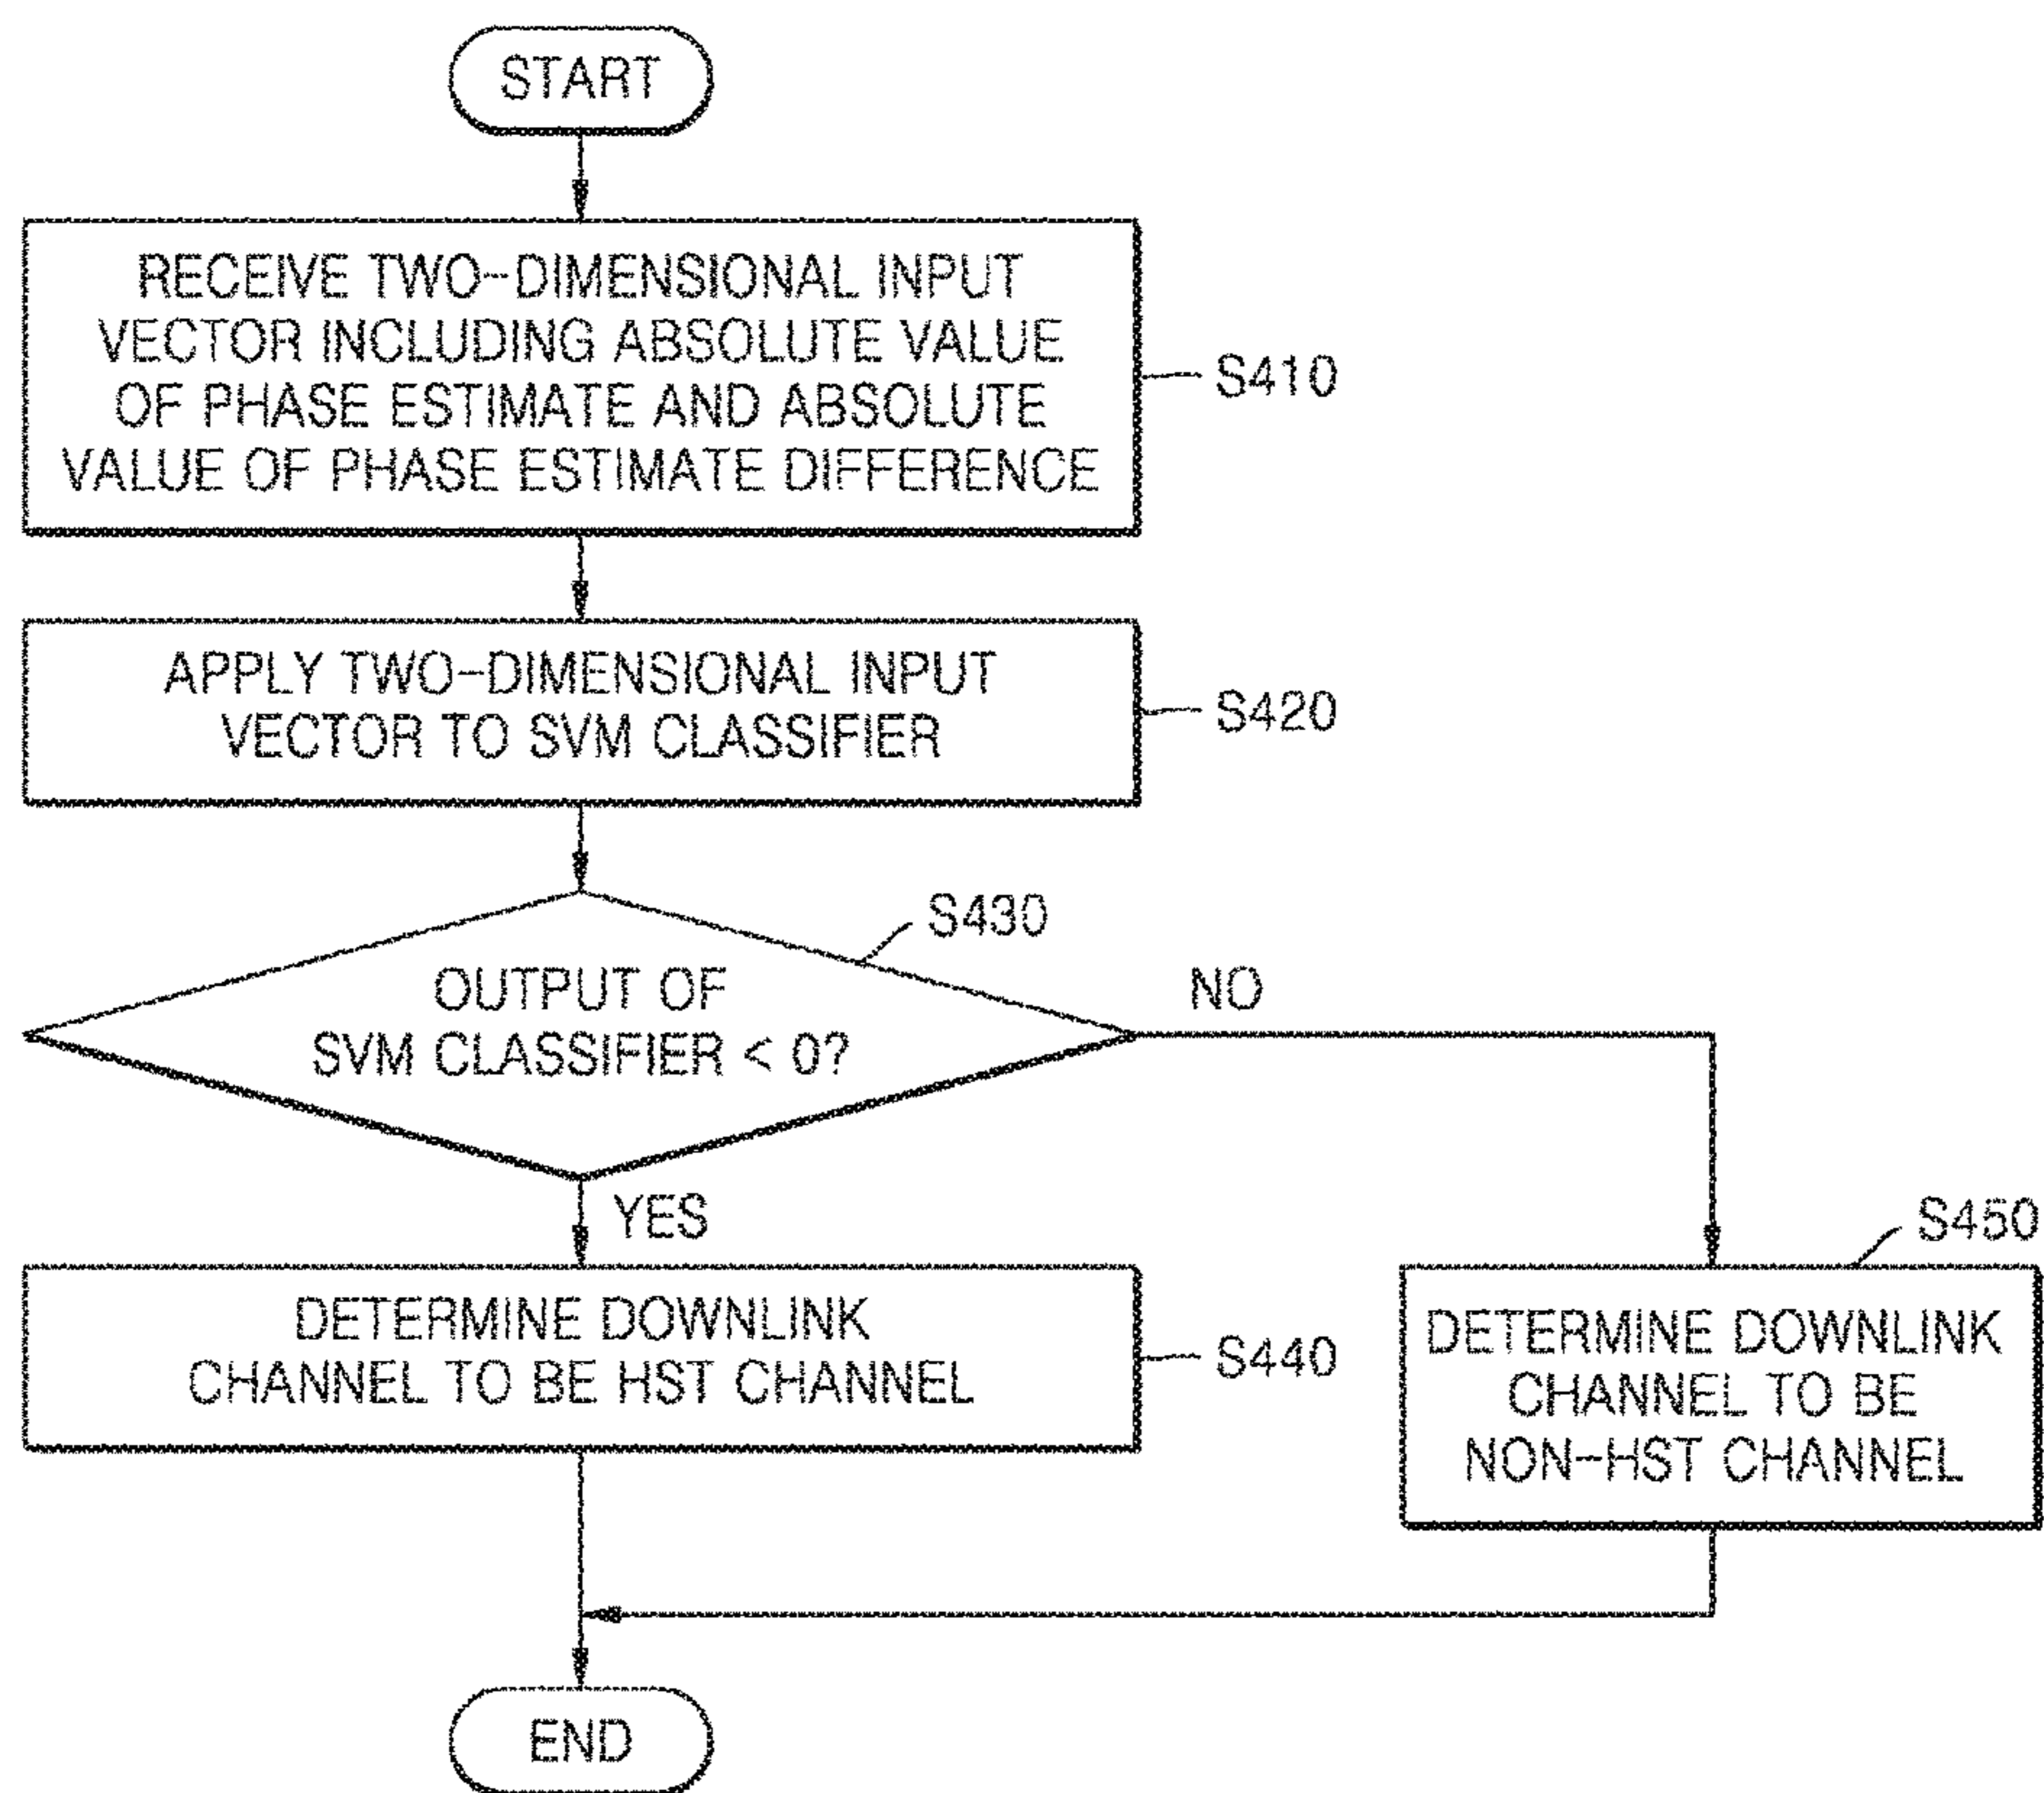 START
RECEIVE TWO-DIMENSIONAL INPUT
VECTOR INCLUDING ABSOLUTE VALUE
OF PHASE ESTIMATE AND ABSOLUTE
VALUE OF PHASE ESTIMATE DIFFERENCE
S410
APPLY TWO-DIMENSIONAL INPUT
VECTOR TO SVM CLASSIFIER
S420
S430
OUTPUT OF
SVM CLASSIFIER < 0?
NO
YES
DETERMINE DOWNLINK
CHANNEL TO BE HST CHANNEL
S440
S450
DETERMINE DOWNLINK
CHANNEL TO BE
NON-HST CHANNEL
END